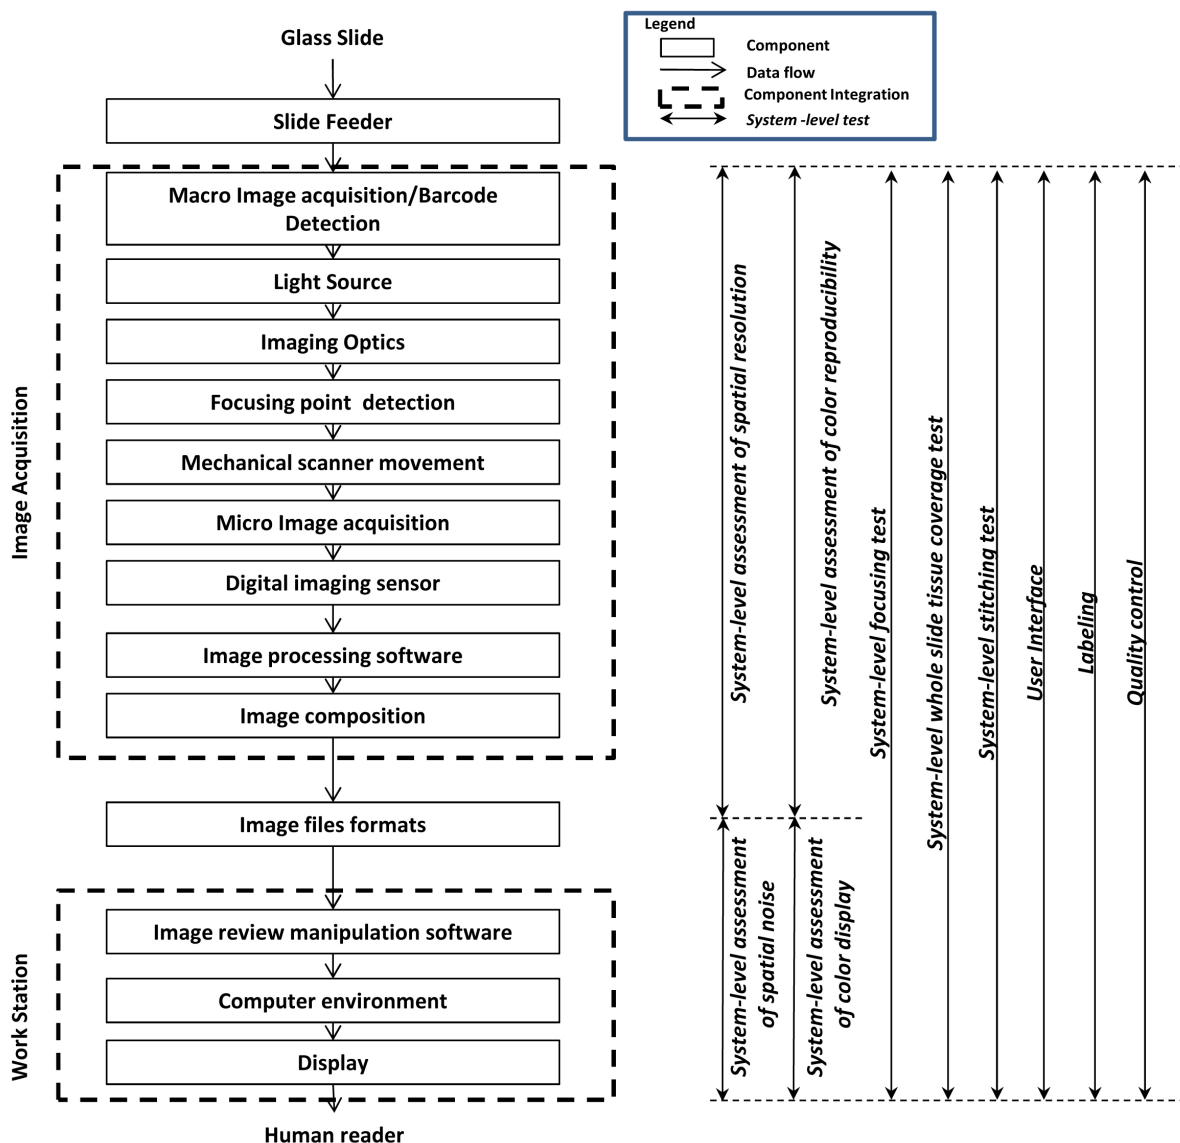 Glass Slide
Legend
Component
Data flow
Component Integration
System -level test
Slide Feeder
Image Acquisition
Macro Image acquisition/Barcode
Detection
Light Source
Imaging Optics
Focusing point  detection
Mechanical scanner movement
Micro Image acquisition
Digital imaging sensor
Image processing software
Image composition
Image files formats
Work Station
Image review manipulation software
Computer environment
Display
Human reader
System-level assessment of spatial resolution
System-level assessment of color reproducibility
System-level focusing test
System-level whole slide tissue coverage test
System-level stitching test
User Interface
Labeling
Quality control
System-level assessment
of spatial noise
System-level assessment
of color display